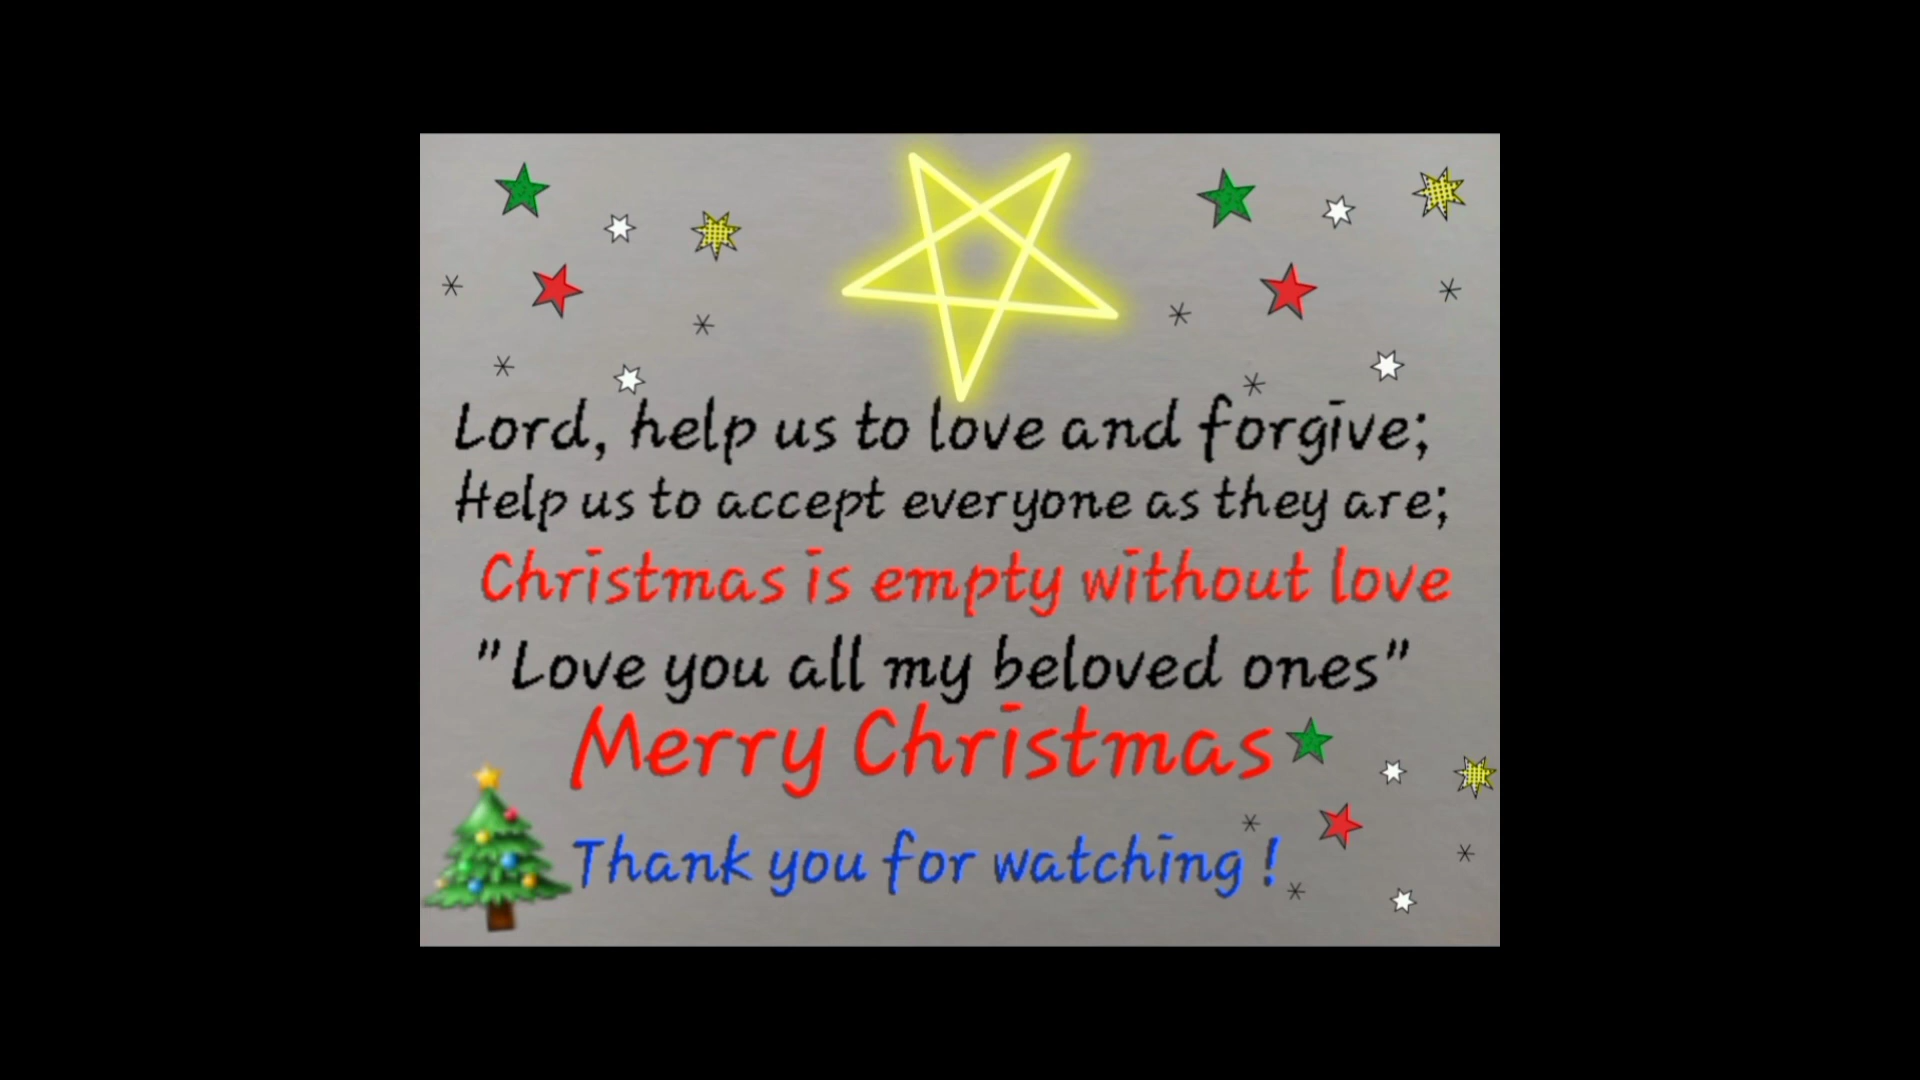 Lord, help us to love and forgive;
Help us to accept everyone as they are;
Christmas is empty without love
"Love you all my beloved ones"
Merry Christmas
Thank you for watching !